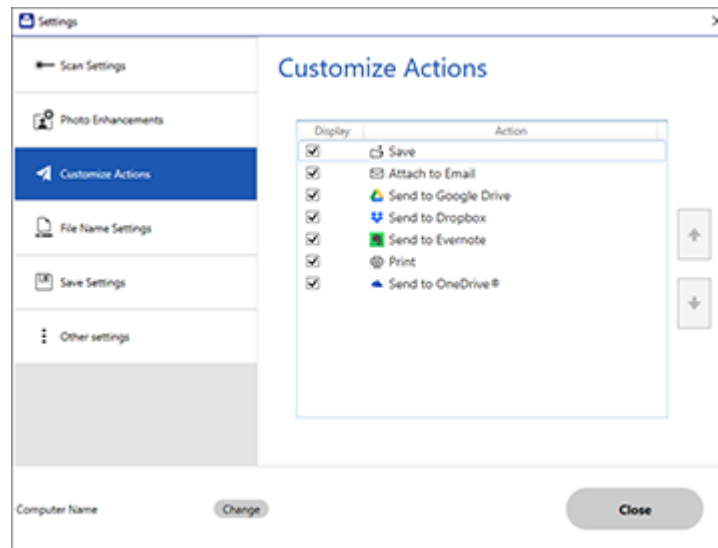 Settings
Scan Settings
Photo Enhancements
Customize Actions
File Name Settings
Save Settings
Other settings
Customize Actions
Display Action
Save
Attach to Email
Send to Google Drive
Send to Dropbox
Send to Evernote
Print
Send to OneDrive®
Computer Name Change Close